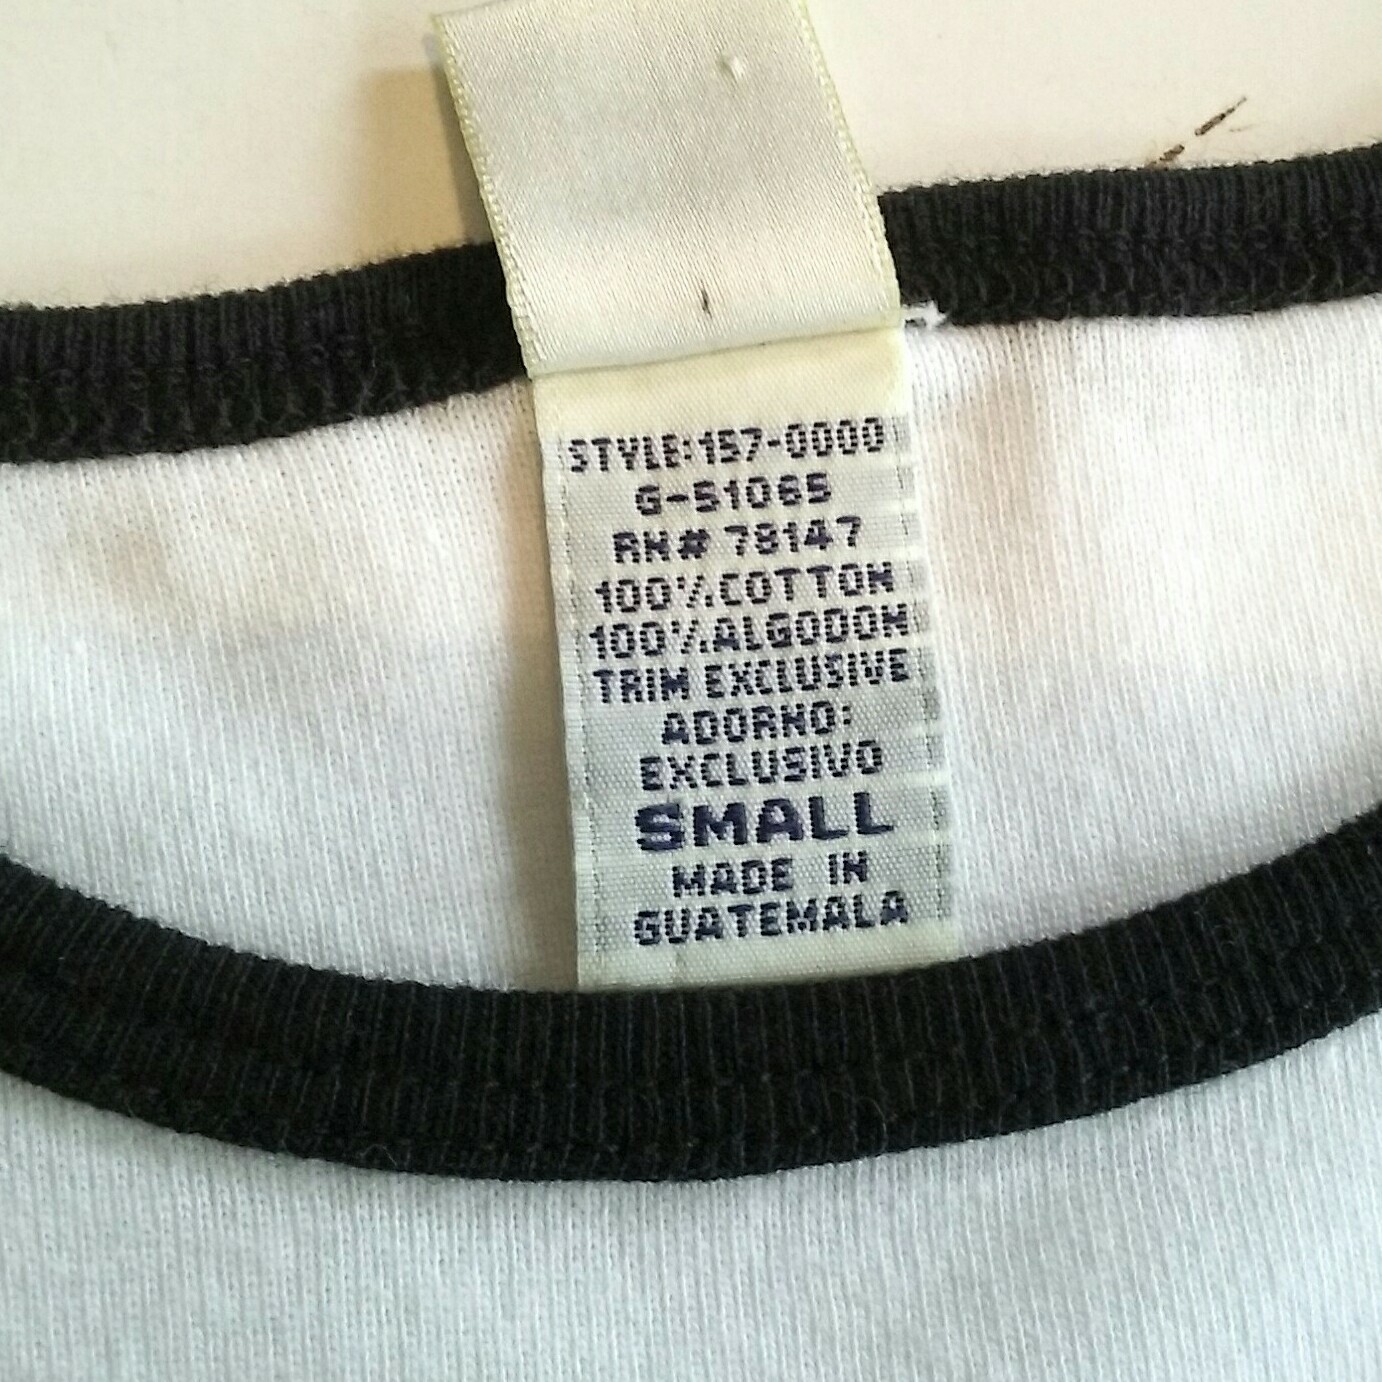 STYLE:157-0000
G-51065
RN# 78147
100%COTTON
100%ALGODON
TRIM EXCLUSIVE
ADORNO:
EXCLUSIVO
SMALL
MADE IN
GUATEMALA